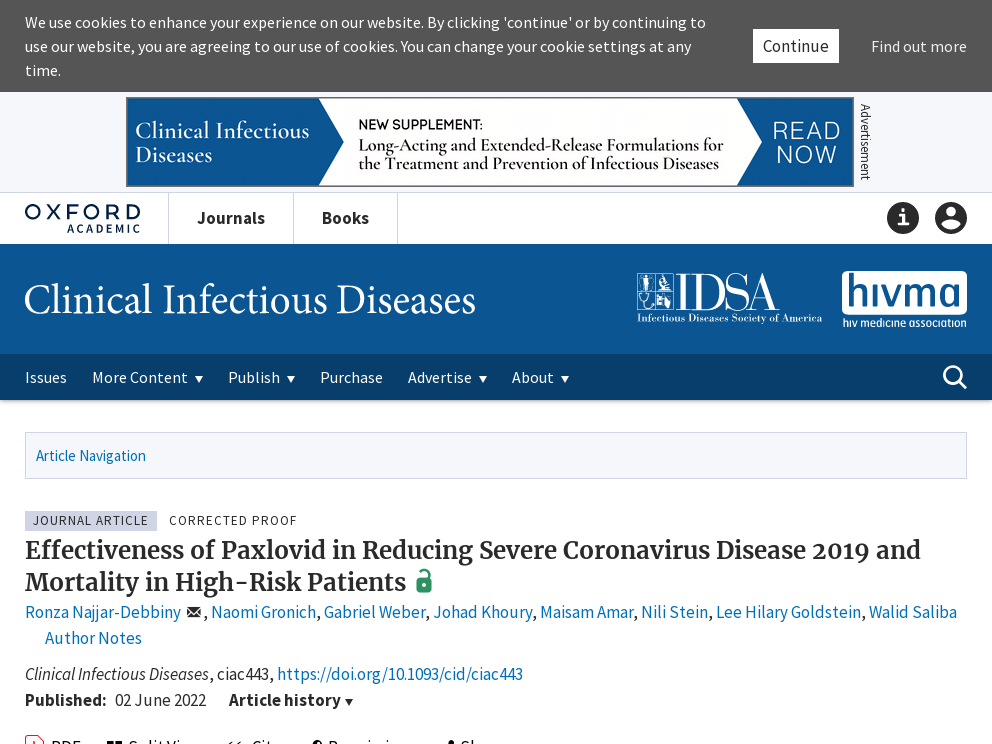 We use cookies to enhance your experience on our website. By clicking 'continue' or by continuing to
use our website, you are agreeing to our use of cookies. You can change your cookie settings at any
time.
Continue
Find out more
Clinical Infectious
Diseases
NEW SUPPLEMENT:
Long-Acting and Extended-Release Formulations for
the Treatment and Prevention of Infectious Diseases
READ
NOW
Advertisement
OXFORD
ACADEMIC
Journals
Books
Clinical Infectious Diseases
IDSA
Infectious Diseases Society of America
hivma
hiv medicine association
Issues
More Content
Publish
Purchase
Advertise
About
Article Navigation
JOURNAL ARTICLE
CORRECTED PROOF
Effectiveness of Paxlovid in Reducing Severe Coronavirus Disease 2019 and
Mortality in High-Risk Patients
Ronza Najjar-Debbiny , Naomi Gronich, Gabriel Weber, Johad Khoury, Maisam Amar, Nili Stein, Lee Hilary Goldstein, Walid Saliba
Author Notes
Clinical Infectious Diseases, ciac443, https://doi.org/10.1093/cid/ciac443
Published: 02 June 2022
Article history
PDF
Split View